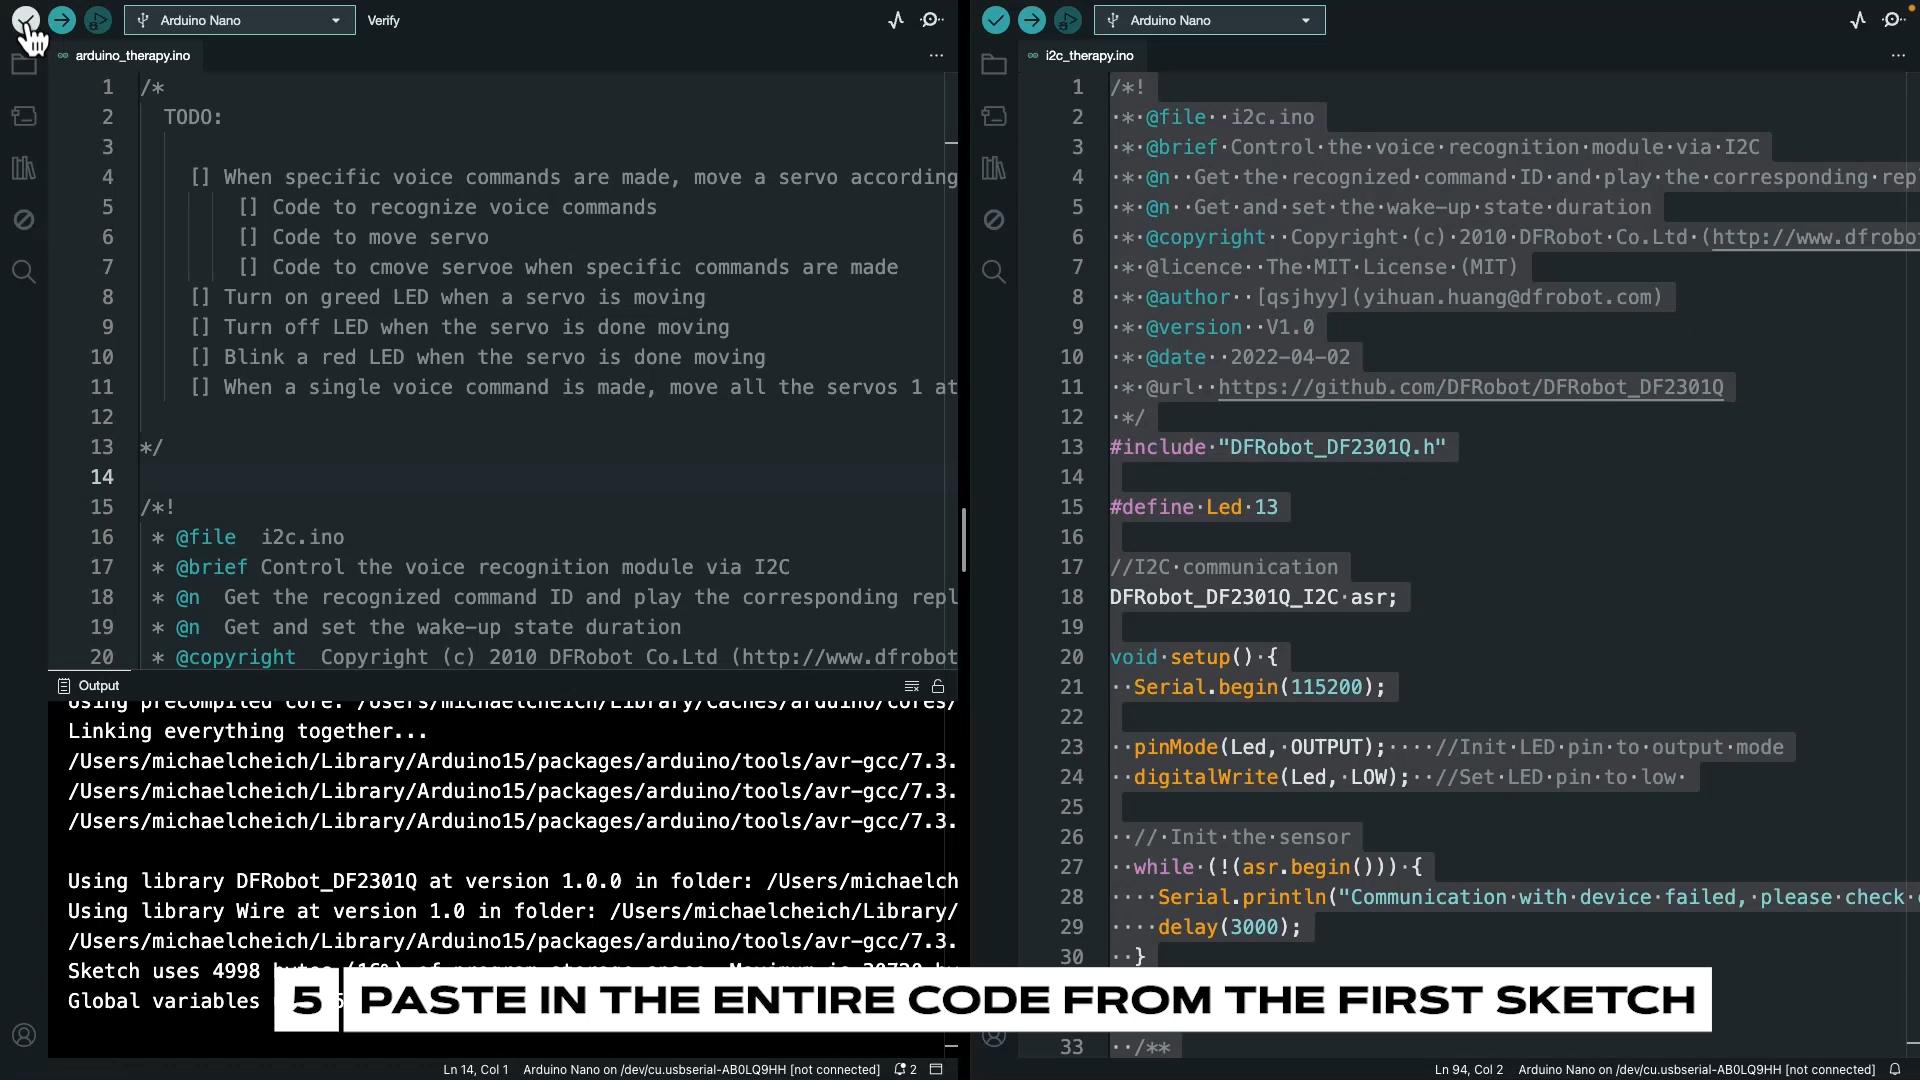 Arduino Nano
Verify
arduino_therapy.ino
1 /*
2 TODO:
3
4 [] When specific voice commands are made, move a servo according
5 [] Code to recognize voice commands
6 [] Code to move servo
7 [] Code to cmove servoe when specific commands are made
8 [] Turn on greed LED when a servo is moving
9 [] Turn off LED when the servo is done moving
10 [] Blink a red LED when the servo is done moving
11 [] When a single voice command is made, move all the servos 1 at
12
13 */
14
15 /*!
16 * @file i2c.ino
17 * @brief Control the voice recognition module via I2C
18 * @n Get the recognized command ID and play the corresponding repl
19 * @n Get and set the wake-up state duration
20 * @copyright Copyright (c) 2010 DFRobot Co.Ltd (http://www.dfrobot
Output
Using precompiled core: /Users/michaelcheich/Library/Caches/arduino/cores/
Linking everything together...
/Users/michaelcheich/Library/Arduino15/packages/arduino/tools/avr-gcc/7.3.
/Users/michaelcheich/Library/Arduino15/packages/arduino/tools/avr-gcc/7.3.
/Users/michaelcheich/Library/Arduino15/packages/arduino/tools/avr-gcc/7.3.
Using library DFRobot_DF2301Q at version 1.0.0 in folder: /Users/michaelch
Using library Wire at version 1.0 in folder: /Users/michaelcheich/Library/
/Users/michaelcheich/Library/Arduino15/packages/arduino/tools/avr-gcc/7.3.
Sketch uses 4998
Global variables
Ln 14, Col 1 Arduino Nano on /dev/cu.usbserial-AB0LQ9HH [not connected] 2
Arduino Nano
i2c_therapy.ino
1 /*!
2 * @file i2c.ino
3 * @brief Control the voice recognition module via I2C
4 * @n Get the recognized command ID and play the corresponding rep
5 * @n Get and set the wake-up state duration
6 * @copyright Copyright (c) 2010 DFRobot Co.Ltd (http://www.dfrobo
7 * @licence The MIT License (MIT)
8 * @author [qsjhyy](yihuan.huang@dfrobot.com)
9 * @version V1.0
10 * @date 2022-04-02
11 * @url https://github.com/DFRobot/DFRobot_DF2301Q
12 */
13 #include "DFRobot_DF2301Q.h"
14
15 #define Led 13
16
17 //I2C communication
18 DFRobot_DF2301Q_I2C asr;
19
20 void setup() {
21 Serial.begin(115200);
22
23 pinMode(Led, OUTPUT); //Init LED pin to output mode
24 digitalWrite(Led, LOW); //Set LED pin to low
25
26 // Init the sensor
27 while (!(asr.begin())) {
28 Serial.println("Communication with device failed, please check
29 delay(3000);
30 }
33 /**
Ln 94, Col 2 Arduino Nano on /dev/cu.usbserial-AB0LQ9HH [not connected]
5 PASTE IN THE ENTIRE CODE FROM THE FIRST SKETCH